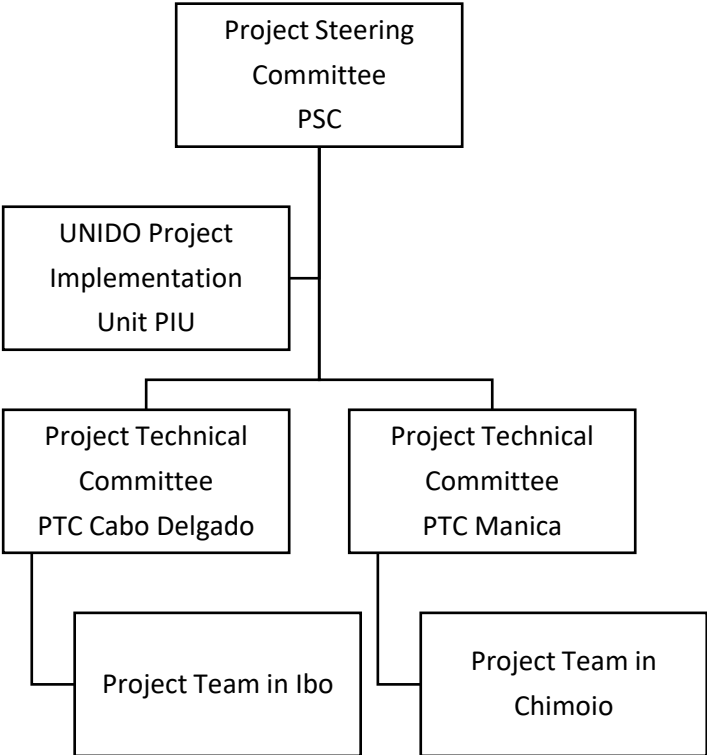 Project Steering
Committee
PSC
UNIDO Project
Implementation
Unit PIU
Project Technical
Committee
PTC Cabo Delgado
Project Technical
Committee
PTC Manica
Project Team in Ibo
Project Team in
Chimoio